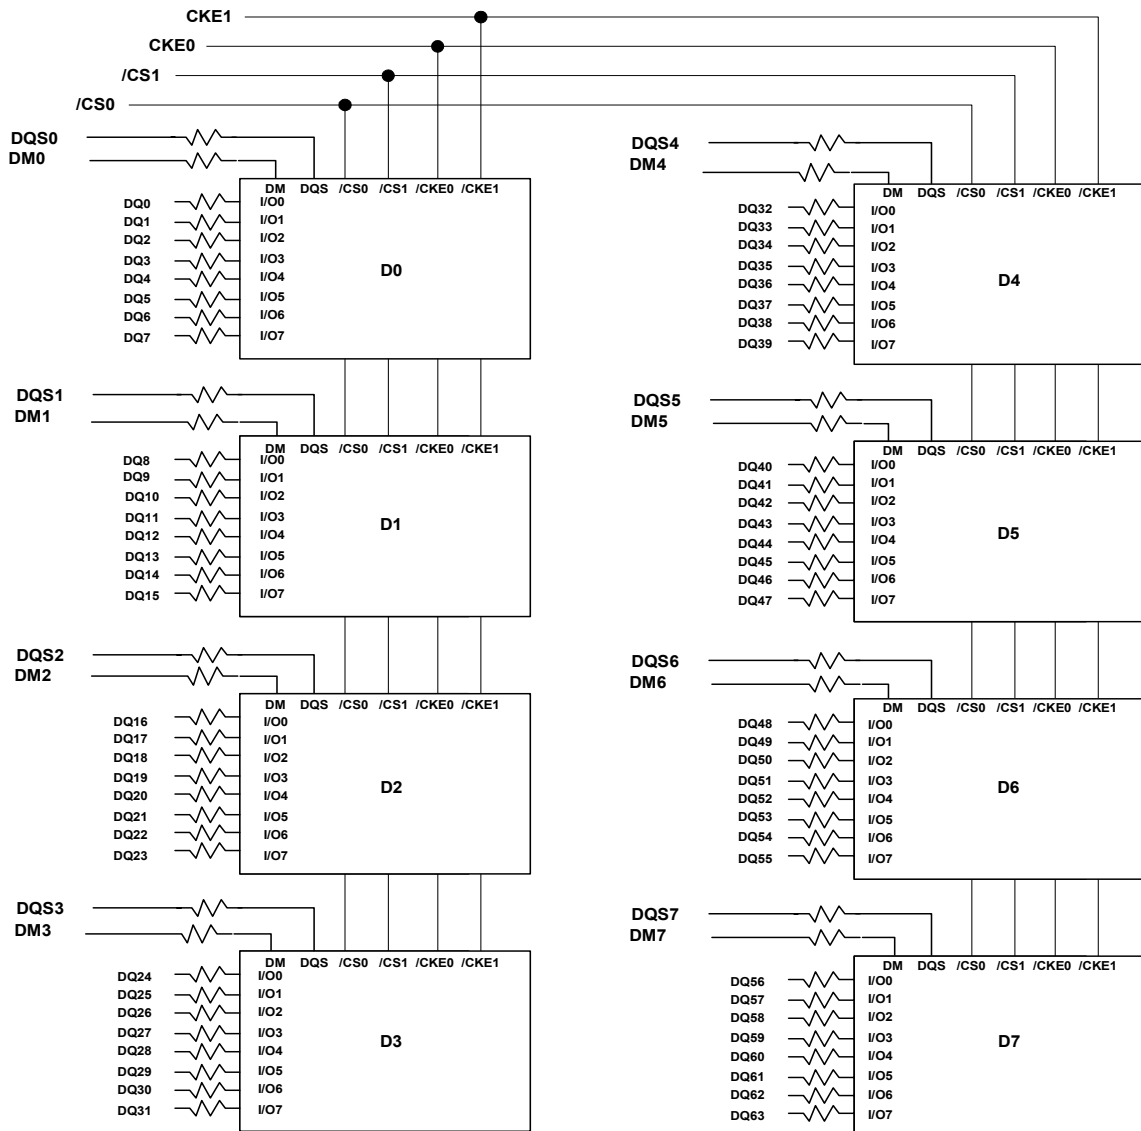 CKE1
CKE0
/CS1
/CS0
DQS0
DM0
DM DQS /CS0 /CS1 /CKE0 /CKE1
DQ0 I/O0
DQ1 I/O1
DQ2 I/O2
DQ3 I/O3
DQ4 I/O4
DQ5 I/O5
DQ6 I/O6
DQ7 I/O7
D0
DQS1
DM1
DM DQS /CS0 /CS1 /CKE0 /CKE1
DQ8 I/O0
DQ9 I/O1
DQ10 I/O2
DQ11 I/O3
DQ12 I/O4
DQ13 I/O5
DQ14 I/O6
DQ15 I/O7
D1
DQS2
DM2
DM DQS /CS0 /CS1 /CKE0 /CKE1
DQ16 I/O0
DQ17 I/O1
DQ18 I/O2
DQ19 I/O3
DQ20 I/O4
DQ21 I/O5
DQ22 I/O6
DQ23 I/O7
D2
DQS3
DM3
DM DQS /CS0 /CS1 /CKE0 /CKE1
DQ24 I/O0
DQ25 I/O1
DQ26 I/O2
DQ27 I/O3
DQ28 I/O4
DQ29 I/O5
DQ30 I/O6
DQ31 I/O7
D3
DQS4
DM4
DM DQS /CS0 /CS1 /CKE0 /CKE1
DQ32 I/O0
DQ33 I/O1
DQ34 I/O2
DQ35 I/O3
DQ36 I/O4
DQ37 I/O5
DQ38 I/O6
DQ39 I/O7
D4
DQS5
DM5
DM DQS /CS0 /CS1 /CKE0 /CKE1
DQ40 I/O0
DQ41 I/O1
DQ42 I/O2
DQ43 I/O3
DQ44 I/O4
DQ45 I/O5
DQ46 I/O6
DQ47 I/O7
D5
DQS6
DM6
DM DQS /CS0 /CS1 /CKE0 /CKE1
DQ48 I/O0
DQ49 I/O1
DQ50 I/O2
DQ51 I/O3
DQ52 I/O4
DQ53 I/O5
DQ54 I/O6
DQ55 I/O7
D6
DQS7
DM7
DM DQS /CS0 /CS1 /CKE0 /CKE1
DQ56 I/O0
DQ57 I/O1
DQ58 I/O2
DQ59 I/O3
DQ60 I/O4
DQ61 I/O5
DQ62 I/O6
DQ63 I/O7
D7